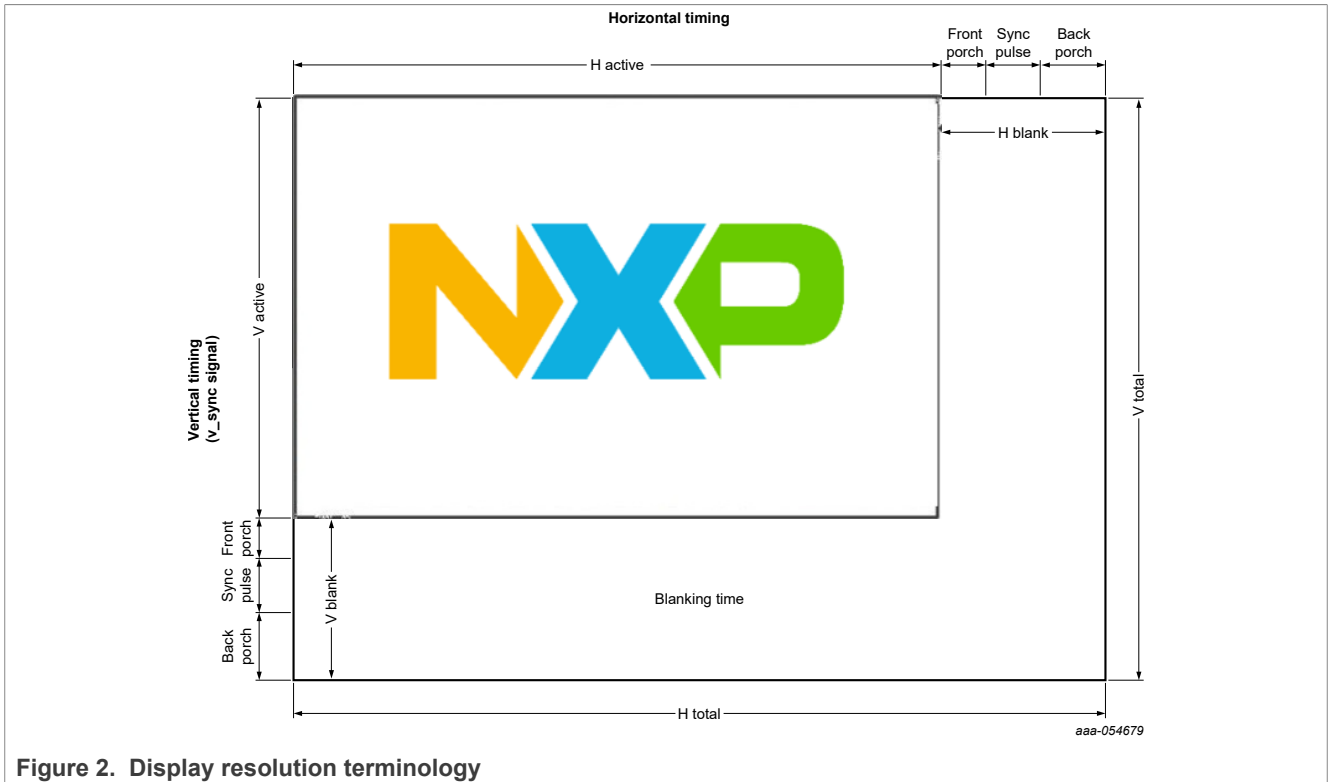 Horizontal timing
Front porch
Sync pulse
Back porch
H active
H blank
NXP
V active
Vertical timing
(v_sync signal)
V total
Front porch
Sync pulse
Back porch
V blank
Blanking time
H total
aaa-054679
Figure 2. Display resolution terminology